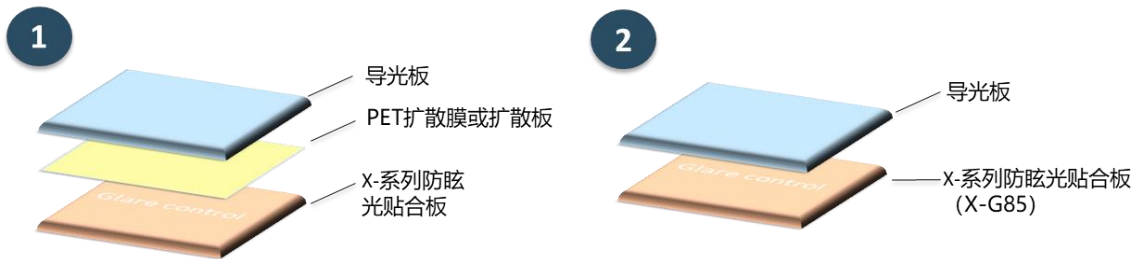 1
导光板
PET扩散膜或扩散板
X-系列防眩
光贴合板
Glare control
2
导光板
X-系列防眩光贴合板
（X-G85）
Glare control